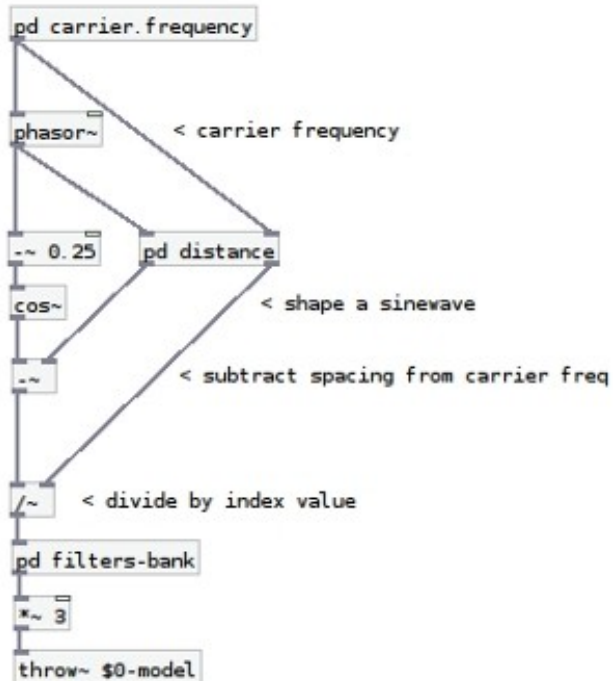 pd carrier.frequency
phasor~
< carrier frequency
-~ 0.25
pd distance
cos~
< shape a sinewave
-~
< subtract spacing from carrier freq
/~
< divide by index value
pd filters-bank
*~ 3
throw~ $0-model